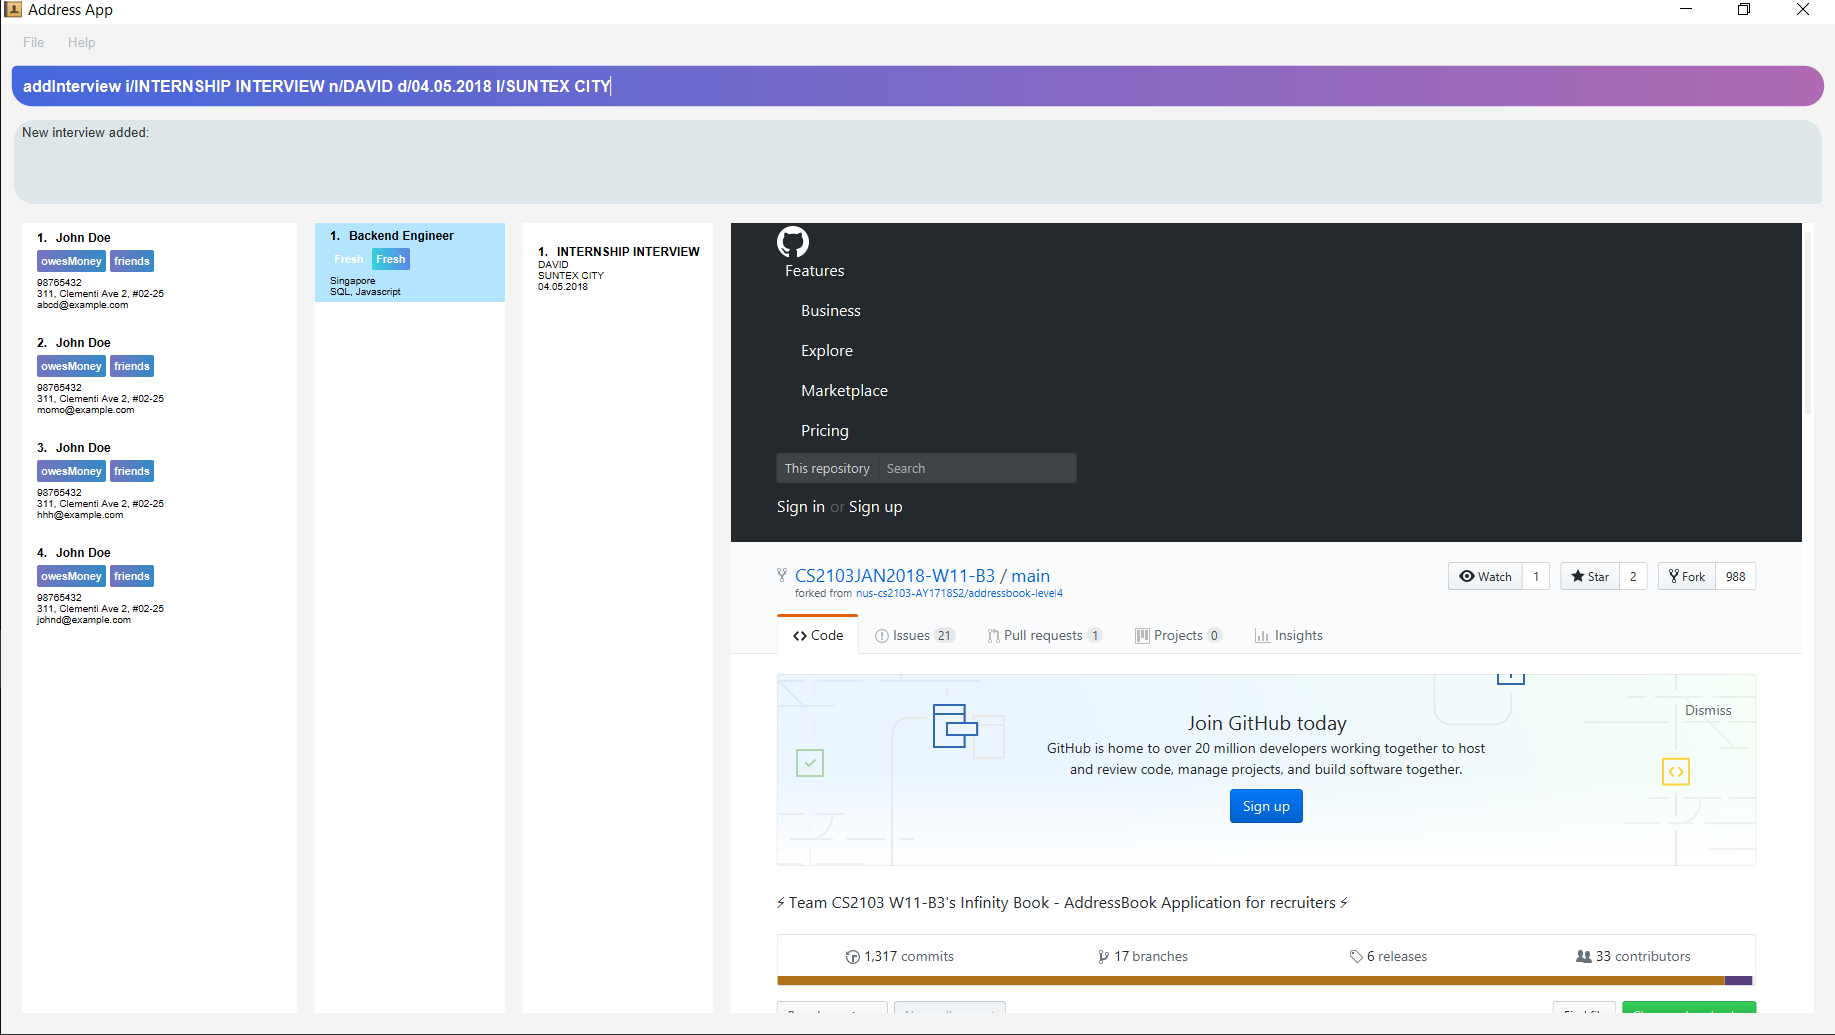 Address App
File Help
addInterview i/INTERNSHIP INTERVIEW n/DAVID d/04.05.2018 l/SUNTEX CITY
New interview added:
1. John Doe
owesMoney friends
98765432
311, Clementi Ave 2, #02-25
abcd@example.com
2. John Doe
owesMoney friends
98765432
311, Clementi Ave 2, #02-25
momo@example.com
3. John Doe
owesMoney friends
98765432
311, Clementi Ave 2, #02-25
hhh@example.com
4. John Doe
owesMoney friends
98765432
311, Clementi Ave 2, #02-25
johnd@example.com
1. Backend Engineer
Fresh Fresh
Singapore
SQL, Javascript
1. INTERNSHIP INTERVIEW
DAVID
SUNTEX CITY
04.05.2018
Features
Business
Explore
Marketplace
Pricing
This repository Search
Sign in or Sign up
CS2103JAN2018-W11-B3 / main
forked from nus-cs2103-AY1718S2/addressbook-level4
Watch 1 Star 2 Fork 988
Code Issues 21 Pull requests 1 Projects 0 Insights
Dismiss
Join GitHub today
GitHub is home to over 20 million developers working together to host
and review code, manage projects, and build software together.
Sign up
⚡ Team CS2103 W11-B3's Infinity Book - AddressBook Application for recruiters ⚡
1,317 commits 17 branches 6 releases 33 contributors